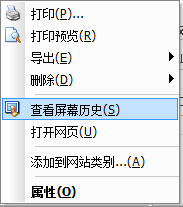 打印(P)...
打印预览(R)
导出(E)
删除(D)
查看屏幕历史(S)
打开网页(U)
添加到网站类别...(A)
属性(O)